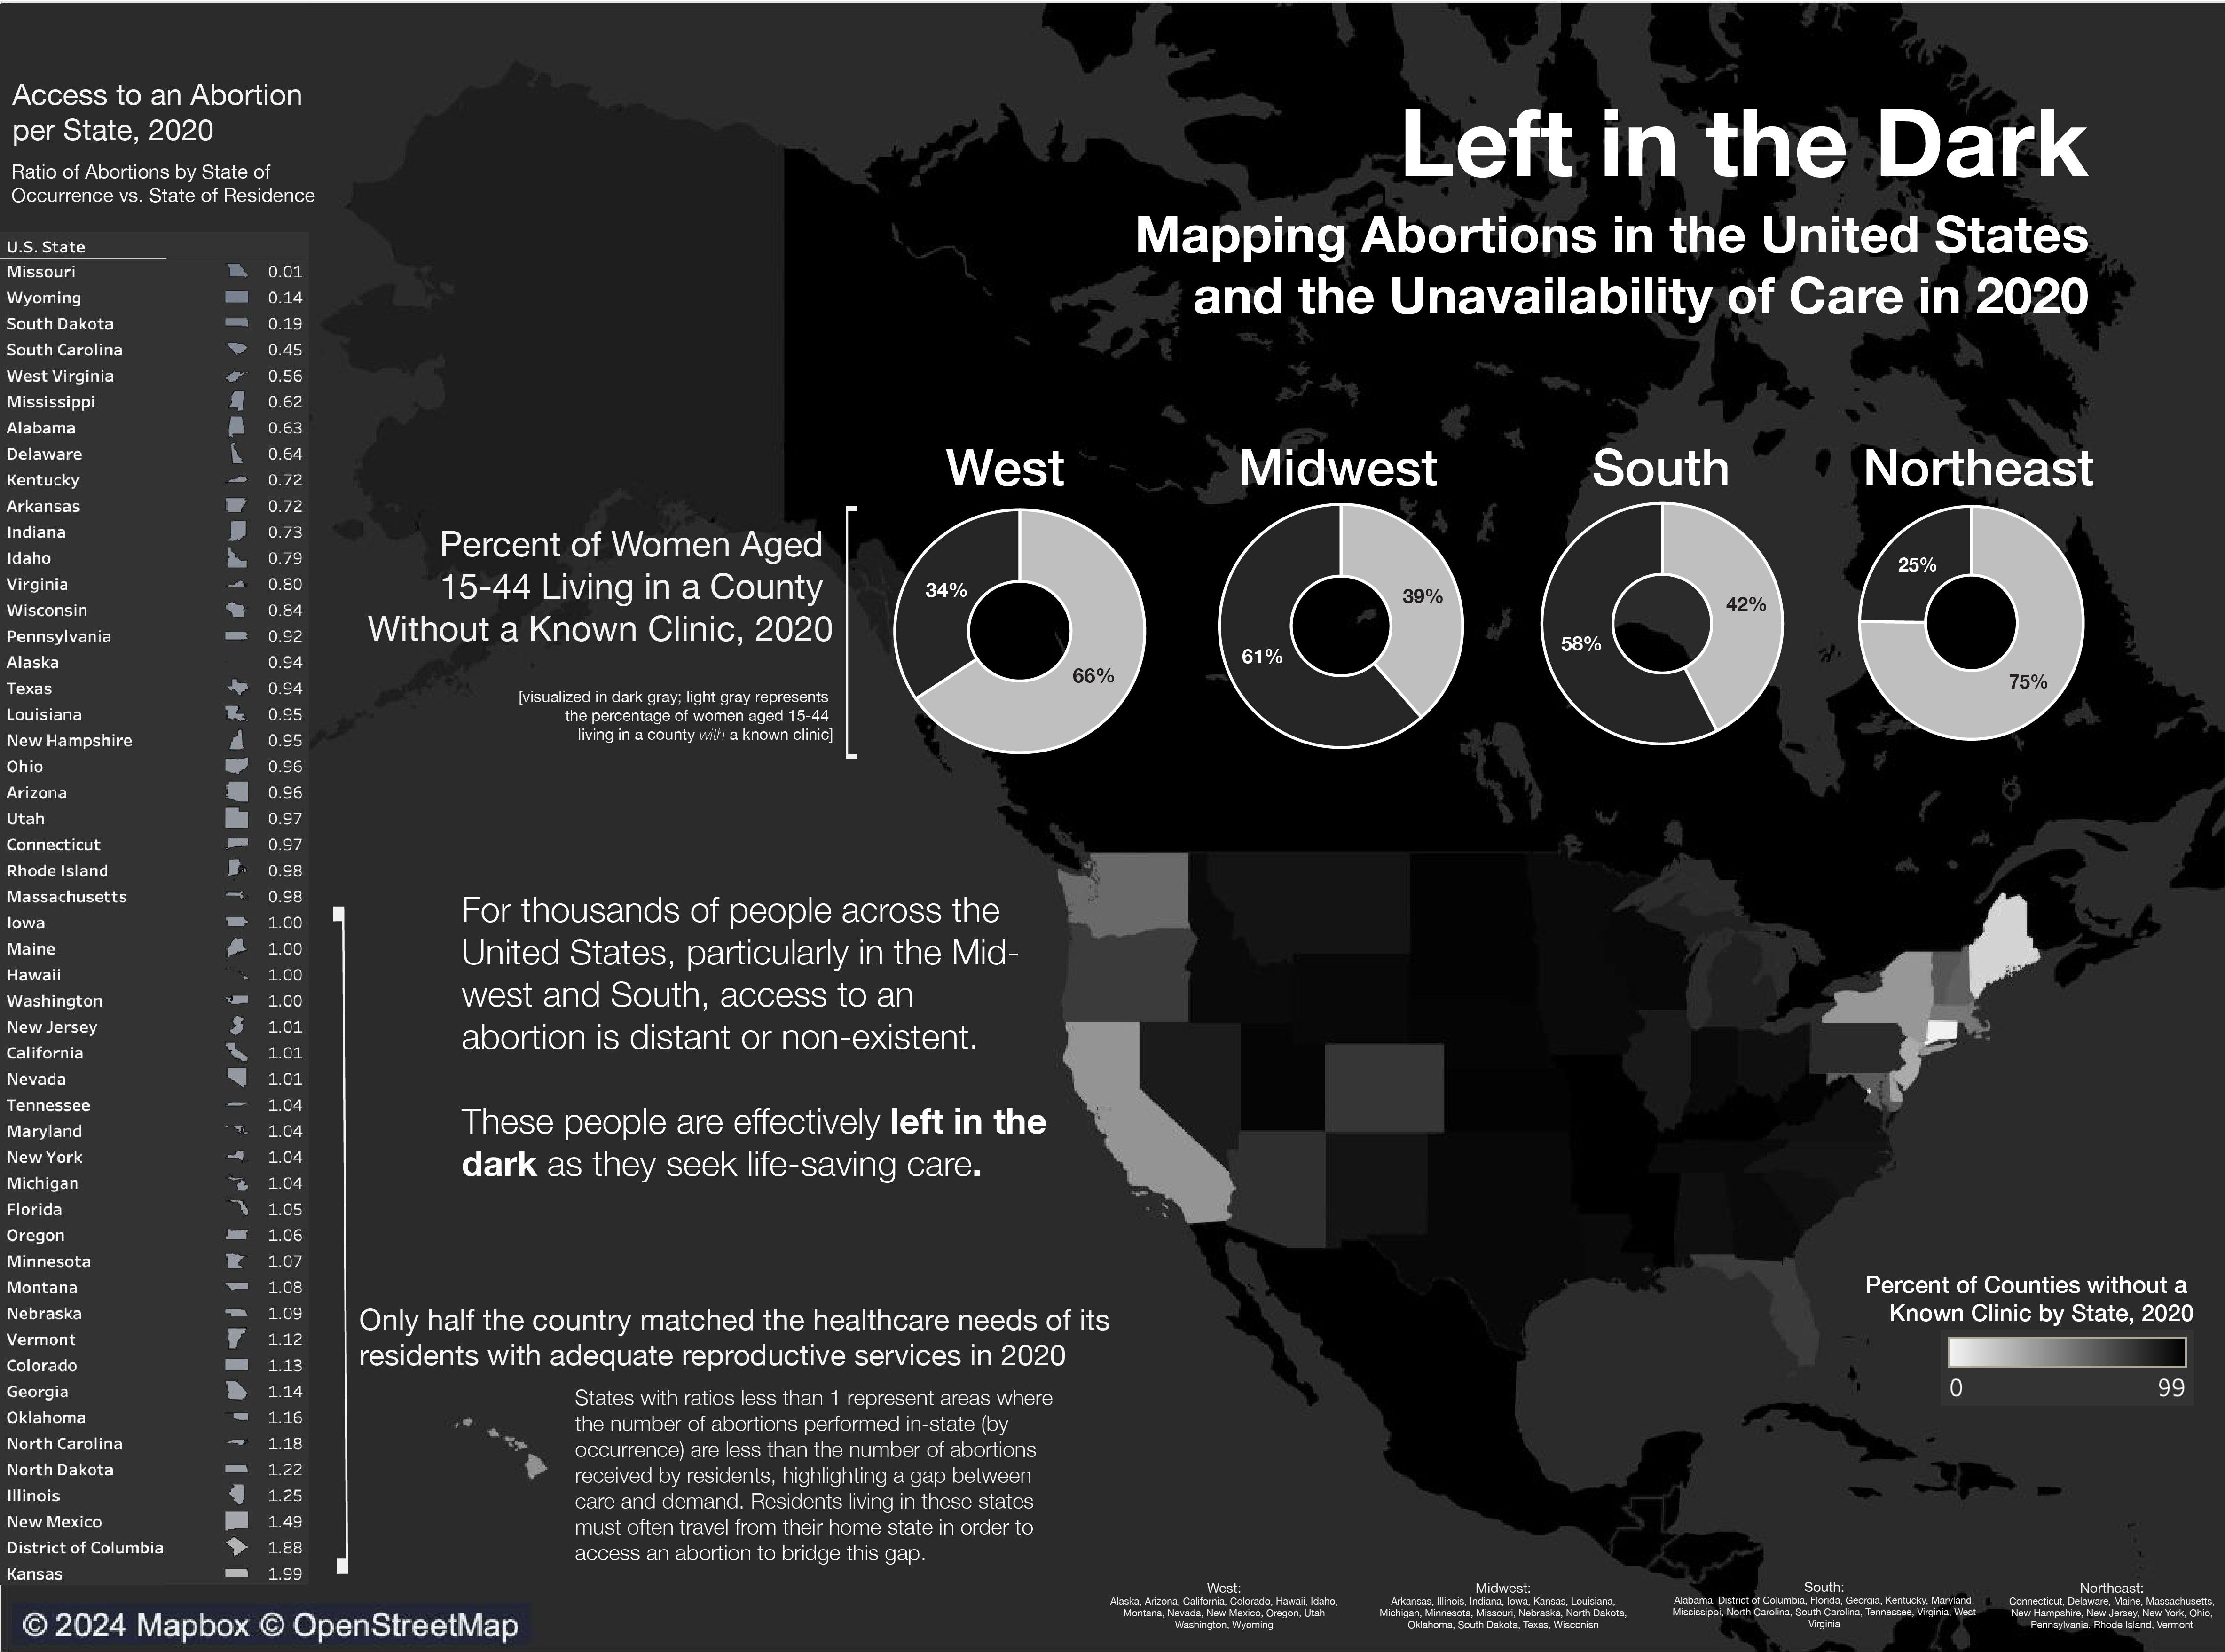 Access to an Abortion
per State, 2020
Ratio of Abortions by State of
Occurrence vs. State of Residence
U.S. State
Missouri 0.01
Wyoming 0.14
South Dakota 0.19
South Carolina 0.45
West Virginia 0.56
Mississippi 0.62
Alabama 0.63
Delaware 0.64
Kentucky 0.72
Arkansas 0.72
Indiana 0.73
Idaho 0.79
Virginia 0.80
Wisconsin 0.84
Pennsylvania 0.92
Alaska 0.94
Texas 0.94
Louisiana 0.95
New Hampshire 0.95
Ohio 0.96
Arizona 0.96
Utah 0.97
Connecticut 0.97
Rhode Island 0.98
Massachusetts 0.98
Iowa 1.00
Maine 1.00
Hawaii 1.00
Washington 1.00
New Jersey 1.01
California 1.01
Nevada 1.01
Tennessee 1.04
Maryland 1.04
New York 1.04
Michigan 1.04
Florida 1.05
Oregon 1.06
Minnesota 1.07
Montana 1.08
Nebraska 1.09
Vermont 1.12
Colorado 1.13
Georgia 1.14
Oklahoma 1.16
North Carolina 1.18
North Dakota 1.22
Illinois 1.25
New Mexico 1.49
District of Columbia 1.88
Kansas 1.99
© 2024 Mapbox © OpenStreetMap
Left in the Dark
Mapping Abortions in the United States
and the Unavailability of Care in 2020
Percent of Women Aged
15-44 Living in a County
Without a Known Clinic, 2020
[visualized in dark gray; light gray represents
the percentage of women aged 15-44
living in a county with a known clinic]
West
34%
66%
Midwest
39%
61%
South
42%
58%
Northeast
25%
75%
For thousands of people across the
United States, particularly in the Mid-
west and South, access to an
abortion is distant or non-existent.
These people are effectively left in the
dark as they seek life-saving care.
Only half the country matched the healthcare needs of its
residents with adequate reproductive services in 2020
States with ratios less than 1 represent areas where
the number of abortions performed in-state (by
occurrence) are less than the number of abortions
received by residents, highlighting a gap between
care and demand. Residents living in these states
must often travel from their home state in order to
access an abortion to bridge this gap.
Percent of Counties without a
Known Clinic by State, 2020
0 99
West:
Alaska, Arizona, California, Colorado, Hawaii, Idaho,
Montana, Nevada, New Mexico, Oregon, Utah
Washington, Wyoming
Midwest:
Arkansas, Illinois, Indiana, Iowa, Kansas, Louisiana,
Michigan, Minnesota, Missouri, Nebraska, North Dakota,
Oklahoma, South Dakota, Texas, Wisconisn
South:
Alabama, District of Columbia, Florida, Georgia, Kentucky, Maryland,
Mississippi, North Carolina, South Carolina, Tennessee, Virginia, West
Virginia
Northeast:
Connecticut, Delaware, Maine, Massachusetts,
New Hampshire, New Jersey, New York, Ohio,
Pennsylvania, Rhode Island, Vermont